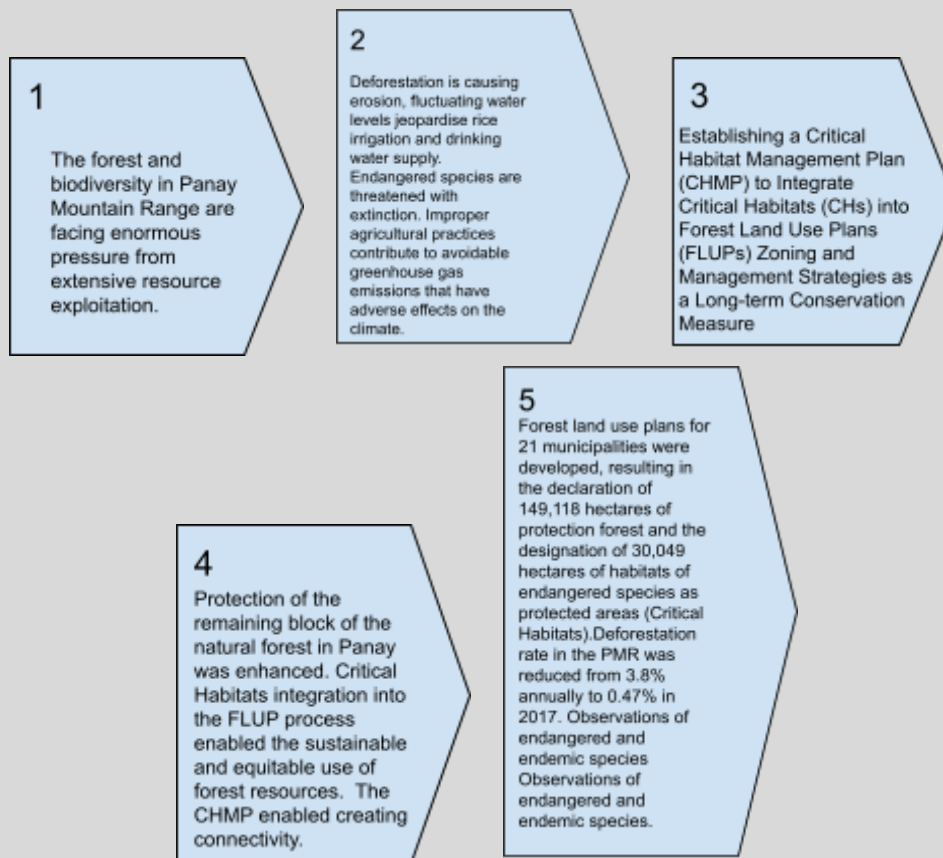 1
The forest and
biodiversity in Panay
Mountain Range are
facing enormous
pressure from
extensive resource
exploitation.
2
Deforestation is causing
erosion, fluctuating water
levels jeopardise rice
irrigation and drinking
water supply.
Endangered species are
threatened with
extinction. Improper
agricultural practices
contribute to avoidable
greenhouse gas
emissions that have
adverse effects on the
climate.
3
Establishing a Critical
Habitat Management Plan
(CHMP) to Integrate
Critical Habitats (CHs) into
Forest Land Use Plans
(FLUPs) Zoning and
Management Strategies as
a Long-term Conservation
Measure
4
Protection of the
remaining block of the
natural forest in Panay
was enhanced. Critical
Habitats integration into
the FLUP process
enabled the sustainable
and equitable use of
forest resources. The
CHMP enabled creating
connectivity.
5
Forest land use plans for
21 municipalities were
developed, resulting in
the declaration of
149,118 hectares of
protection forest and the
designation of 30,049
hectares of habitats of
endangered species as
protected areas (Critical
Habitats).Deforestation
rate in the PMR was
reduced from 3.8%
annually to 0.47% in
2017. Observations of
endangered and
endemic species
Observations of
endangered and
endemic species.